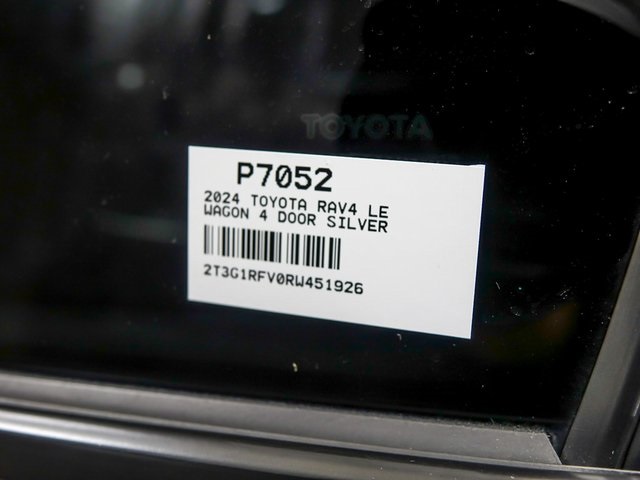 TOYOTA
P7052
2024 TOYOTA RAV4 LE
WAGON 4 DOOR SILVER
2T3G1RFV0RW451926